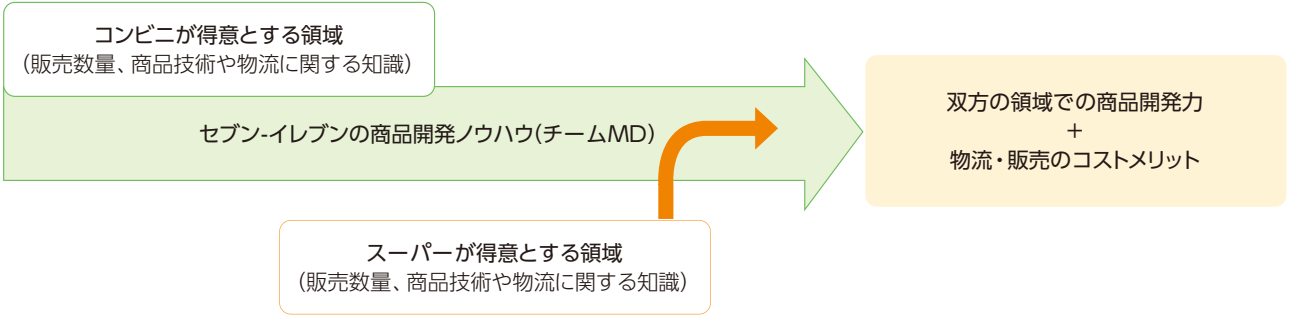 コンビニが得意とする領域
(販売数量、商品技術や物流に関する知識)
セブン-イレブンの商品開発ノウハウ(チームMD)
スーパーが得意とする領域
(販売数量、商品技術や物流に関する知識)
双方の領域での商品開発力
+
物流・販売のコストメリット